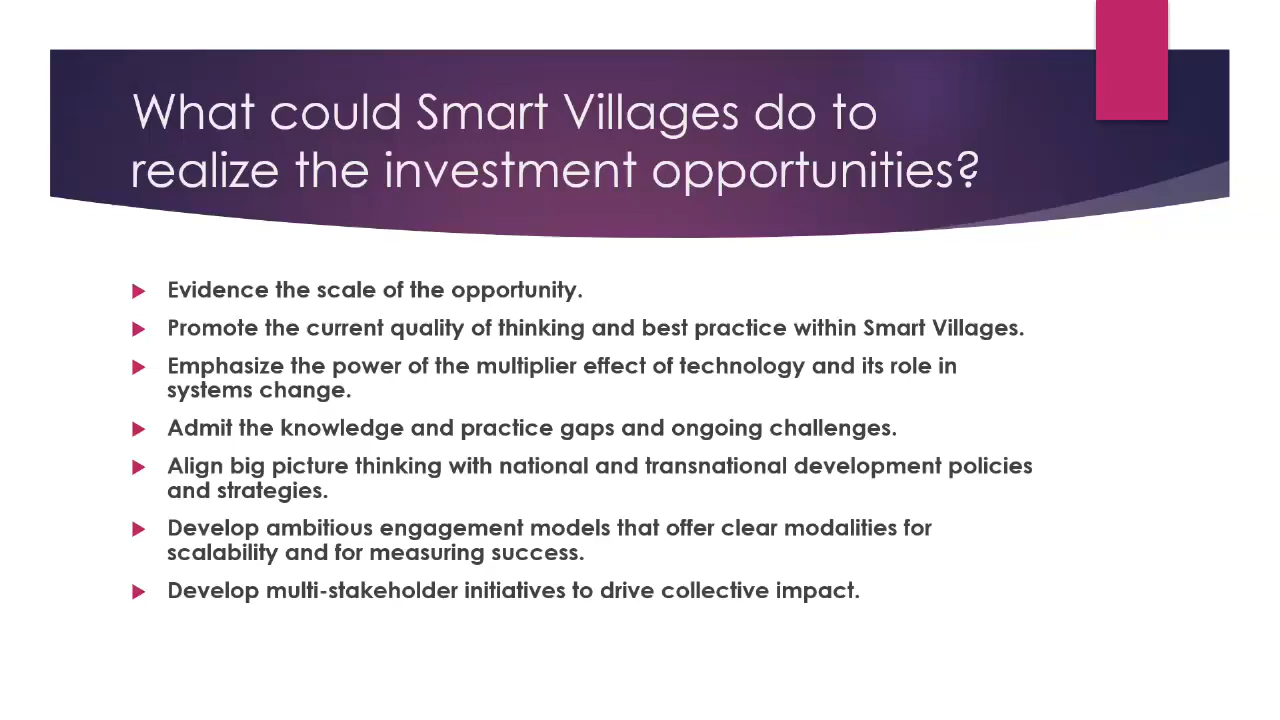 What could Smart Villages do to
realize the investment opportunities?
Evidence the scale of the opportunity.
Promote the current quality of thinking and best practice within Smart Villages.
Emphasize the power of the multiplier effect of technology and its role in
systems change.
Admit the knowledge and practice gaps and ongoing challenges.
Align big picture thinking with national and transnational development policies
and strategies.
Develop ambitious engagement models that offer clear modalities for
scalability and for measuring success.
Develop multi-stakeholder initiatives to drive collective impact.